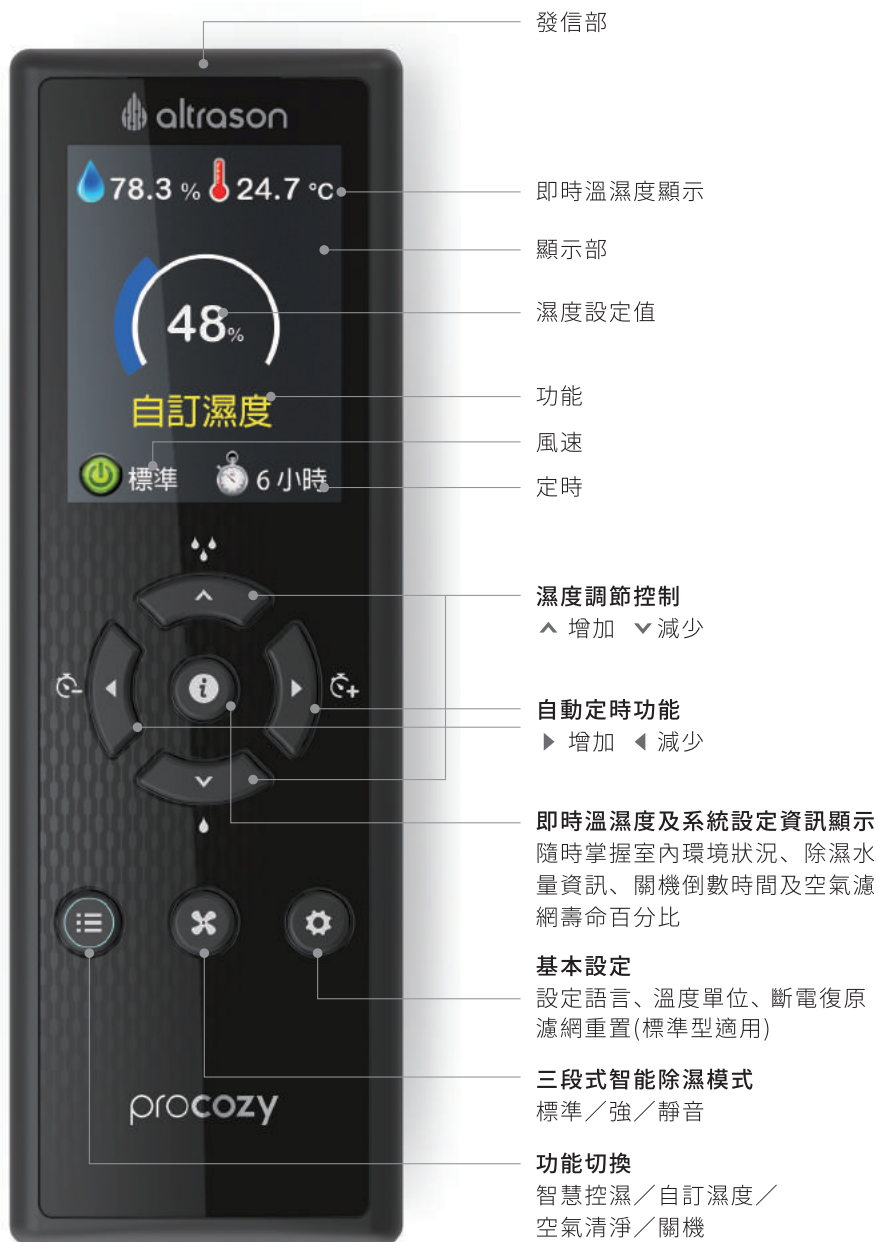 發信部
altrason
78.3 % 24.7 °C
即時溫濕度顯示
顯示部
48%
濕度設定值
自訂濕度
功能
風速
標準 6 小時
定時
濕度調節控制
增加 減少
自動定時功能
增加 減少
即時溫濕度及系統設定資訊顯示
隨時掌握室內環境狀況、除濕水
量資訊、關機倒數時間及空氣濾
網壽命百分比
基本設定
設定語言、溫度單位、斷電復原
濾網重置(標準型適用)
三段式智能除濕模式
標準／強／靜音
procozy
功能切換
智慧控濕／自訂濕度／
空氣清淨／關機